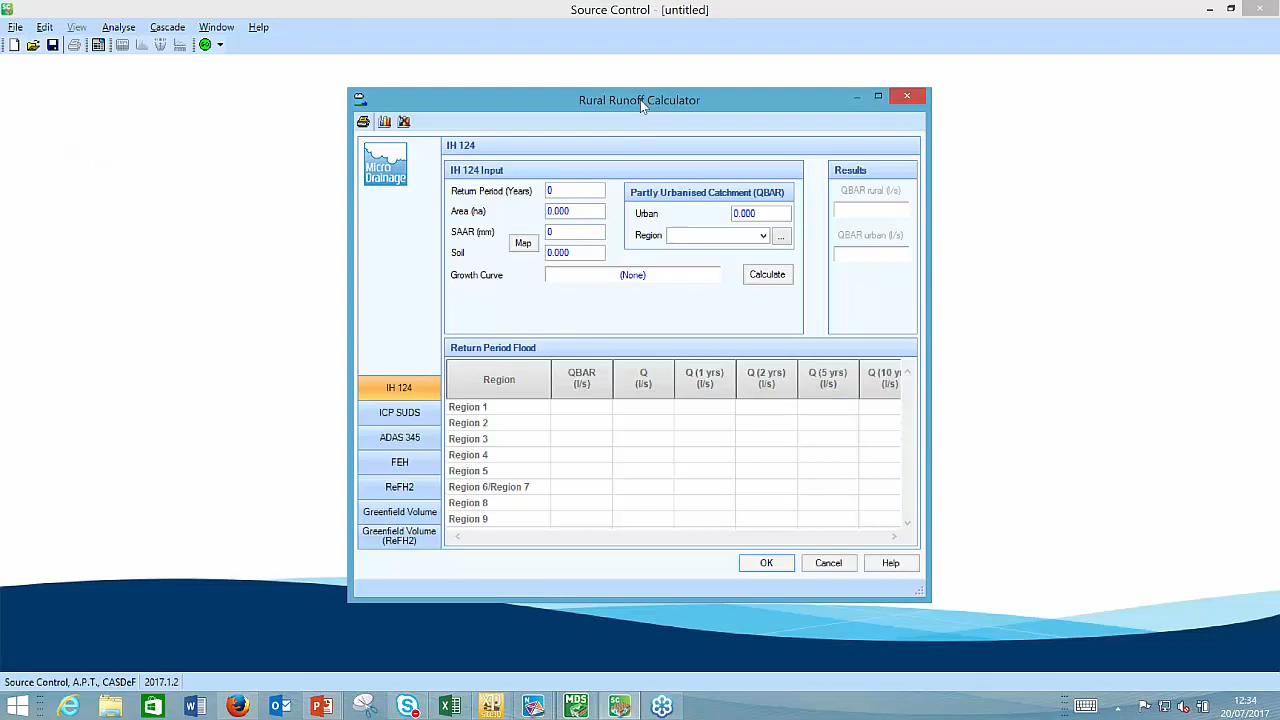 Source Control - [untitled]
File Edit View Analyse Cascade Window Help
Rural Runoff Calculator
Micro Drainage
IH 124
IH 124 Input
Results
Return Period (Years) 0
Partly Urbanised Catchment (QBAR)
QBAR rural (l/s)
Area (ha) 0.000
Urban 0.000
SAAR (mm) 0
Map
Region ...
QBAR urban (l/s)
Soil 0.000
Growth Curve (None) Calculate
Return Period Flood
Region QBAR (l/s) Q (l/s) Q (1 yrs) (l/s) Q (2 yrs) (l/s) Q (5 yrs) (l/s) Q (10 (l/s)
Region 1
Region 2
Region 3
Region 4
Region 5
Region 6/Region 7
Region 8
Region 9
IH 124
ICP SUDS
ADAS 345
FEH
ReFH2
Greenfield Volume
Greenfield Volume (ReFH2)
OK Cancel Help
Source Control, A.P.T., CASDeF 2017.1.2
12:34
20/07/2017